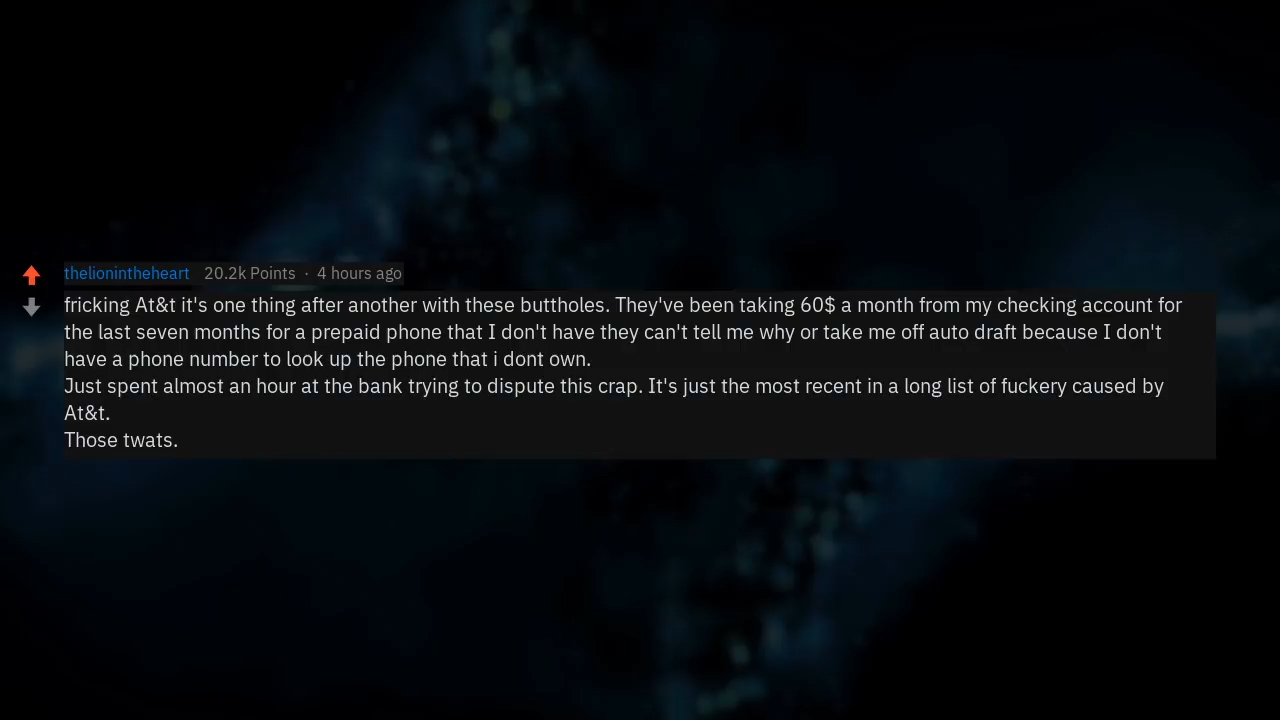 thelionintheheart 20.2k Points · 4 hours ago
fricking At&t it's one thing after another with these buttholes. They've been taking 60$ a month from my checking account for
the last seven months for a prepaid phone that I don't have they can't tell me why or take me off auto draft because I don't
have a phone number to look up the phone that i dont own.
Just spent almost an hour at the bank trying to dispute this crap. It's just the most recent in a long list of fuckery caused by
At&t.
Those twats.